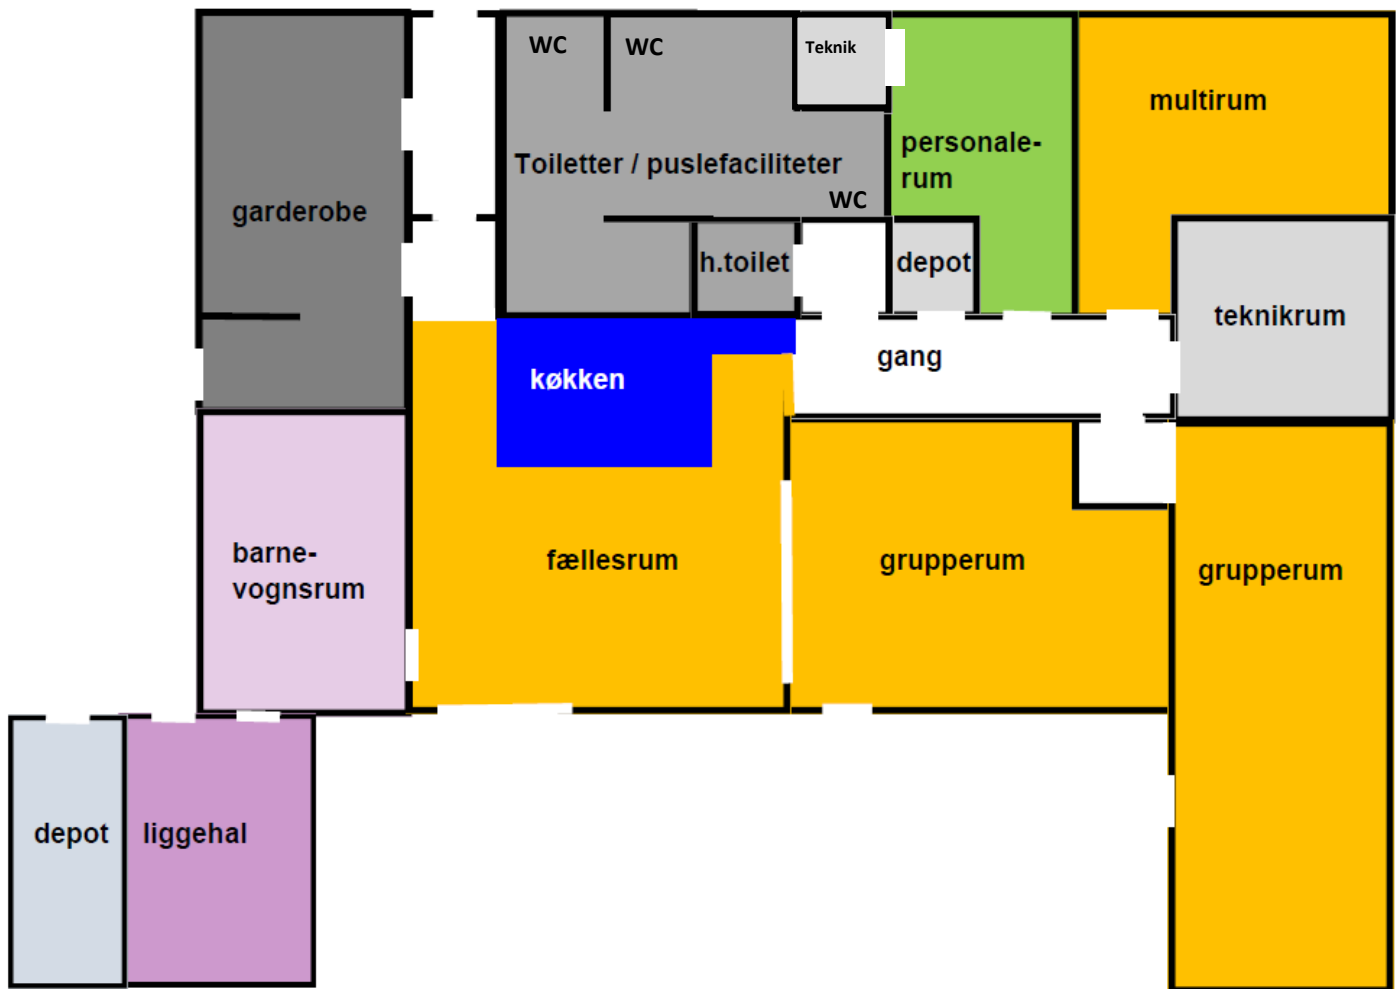 WC
WC
Teknik
multirum
personale-
rum
Toiletter / puslefaciliteter
WC
garderobe
h.toilet
depot
teknikrum
gang
køkken
barne-
vognsrum
fællesrum
grupperum
grupperum
depot
liggehal